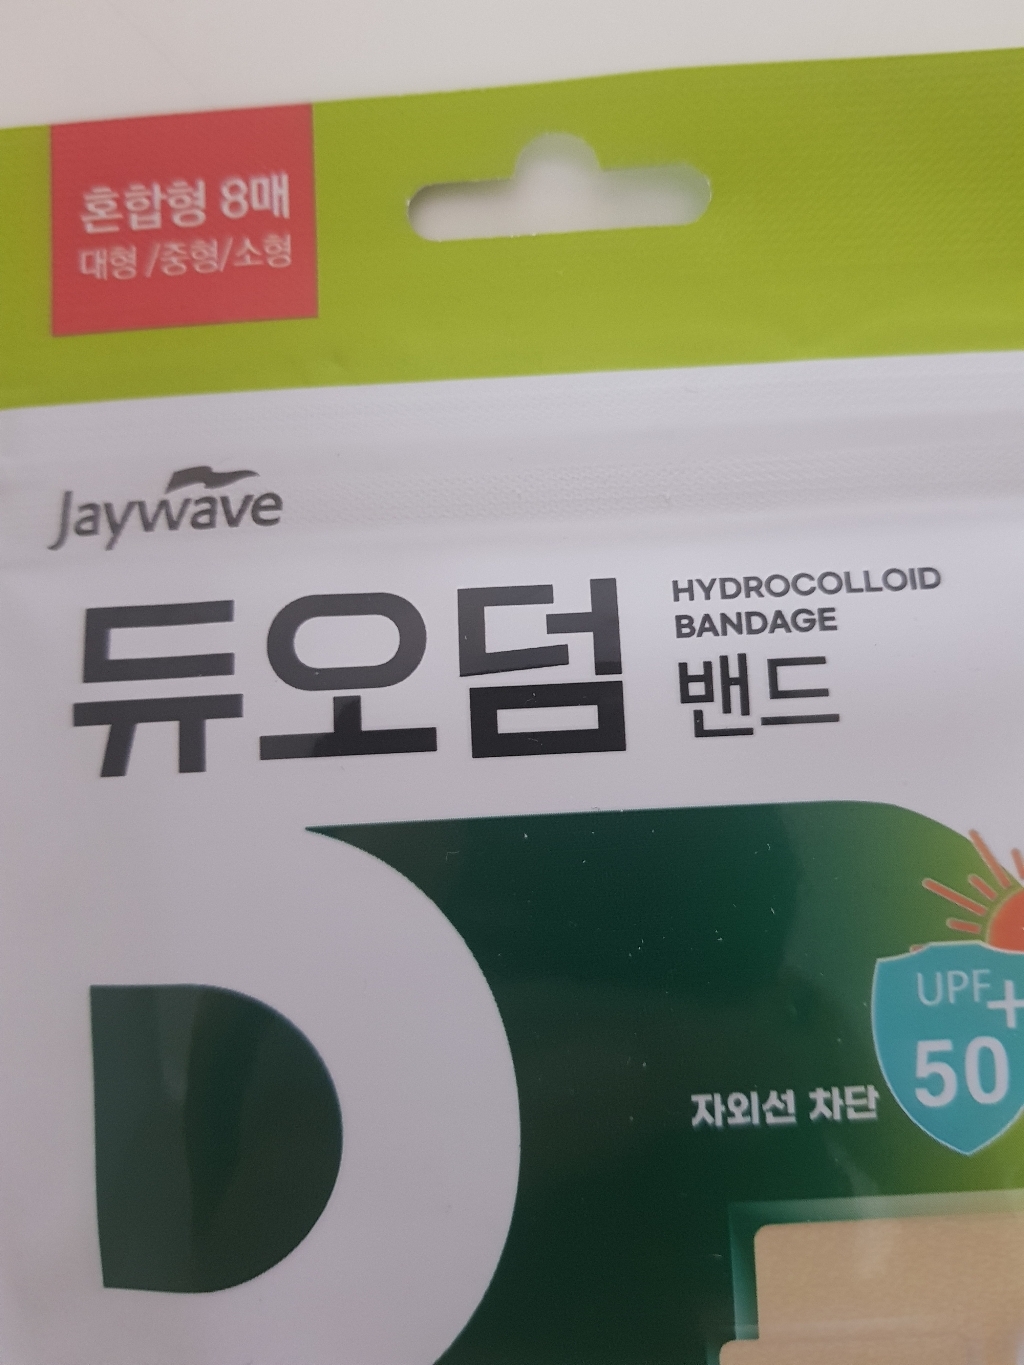 혼합형 8매
대형 /중형/소형
Jaywave
듀오덤
HYDROCOLLOID
BANDAGE
밴드
D
UPF+
50
자외선 차단